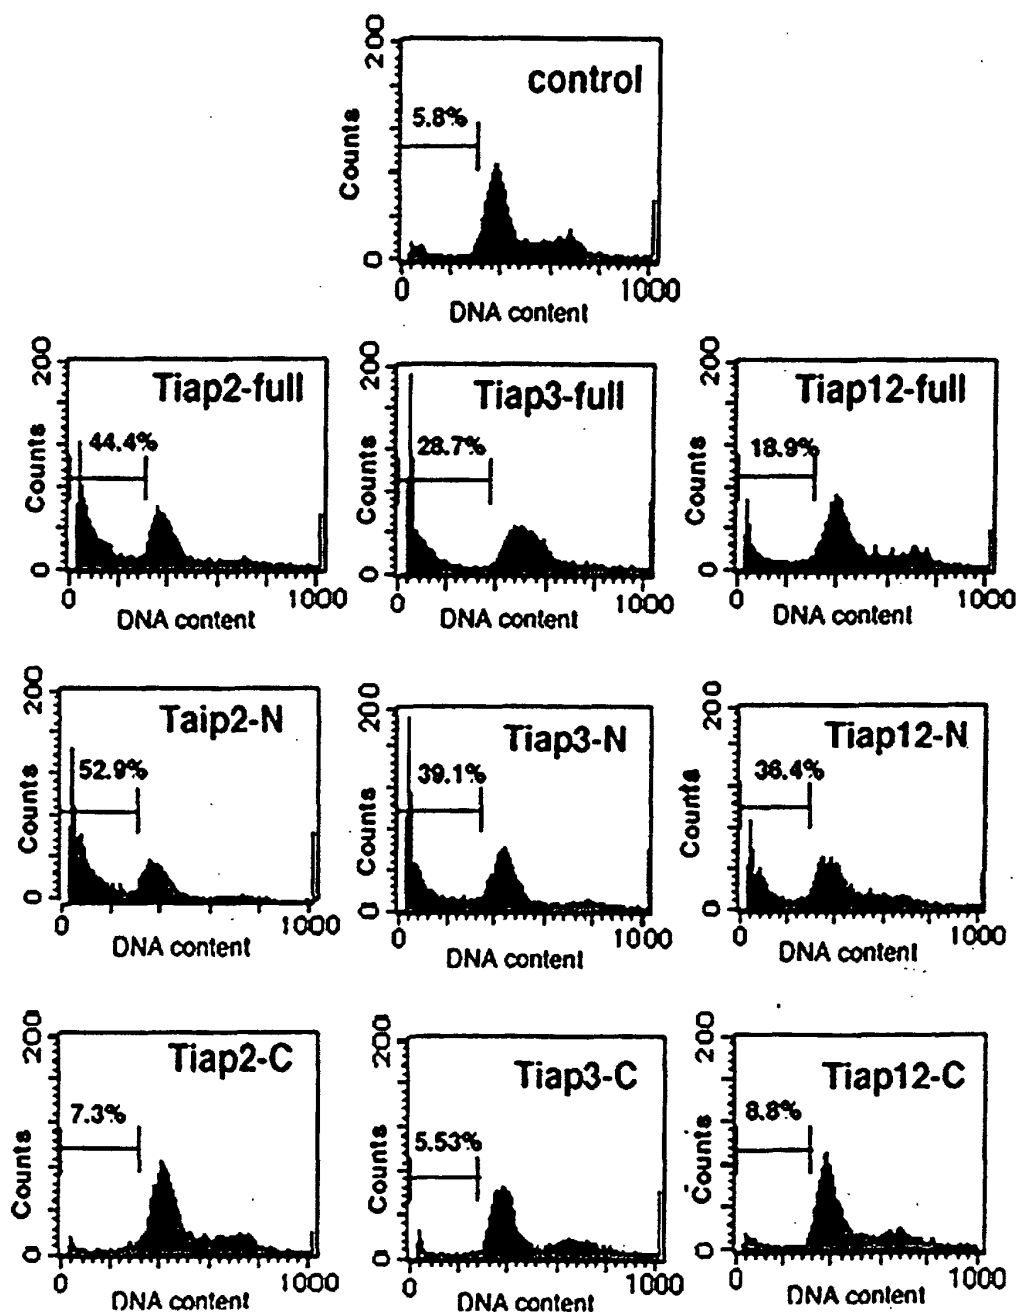 200
control
5.8%
Counts
0
0 1000
DNA content
200 200 200
Tiap2-full Tiap3-full Tiap12-full
44.4% 28.7% 18.9%
Counts Counts Counts
0 0 0
0 1000 0 1000 0 1000
DNA content DNA content DNA content
200 200 200
Taip2-N Tiap3-N Tiap12-N
52.9% 39.1% 36.4%
Counts Counts Counts
0 0 0
0 1000 0 1000 0 1000
DNA content DNA content DNA content
200 200 200
Tiap2-C Tiap3-C Tiap12-C
7.3% 5.53% 8.8%
Counts Counts Counts
0 0 0
0 1000 0 1000 0 1000
DNA content DNA content DNA content